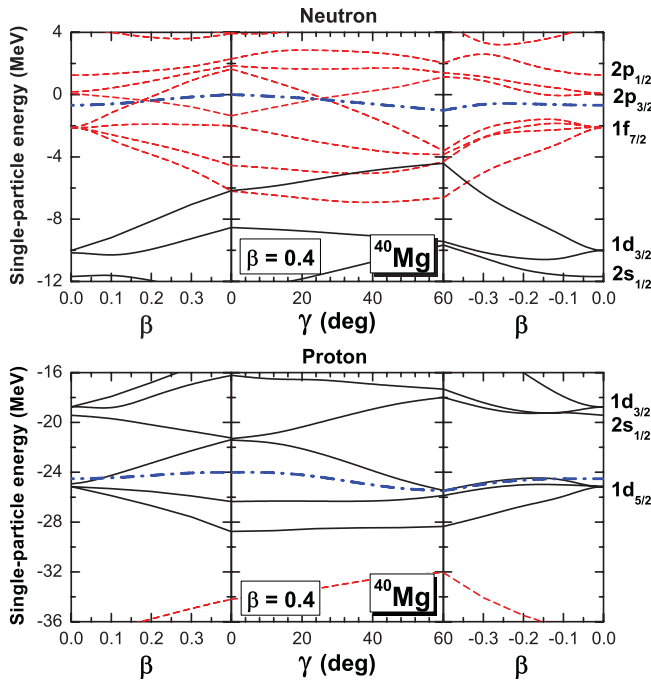 Neutron
Single-particle energy (MeV)
4
0
-4
-8
-12
2p1/2
2p3/2
1f7/2
1d3/2
2s1/2
β = 0.4
40Mg
0.0 0.1 0.2 0.3 0 20 40 60 -0.3 -0.2 -0.1 0.0
β γ (deg) β
Proton
Single-particle energy (MeV)
-16
-20
-24
-28
-32
-36
1d3/2
2s1/2
1d5/2
β = 0.4
40Mg
0.0 0.1 0.2 0.3 0 20 40 60 -0.3 -0.2 -0.1 0.0
β γ (deg) β